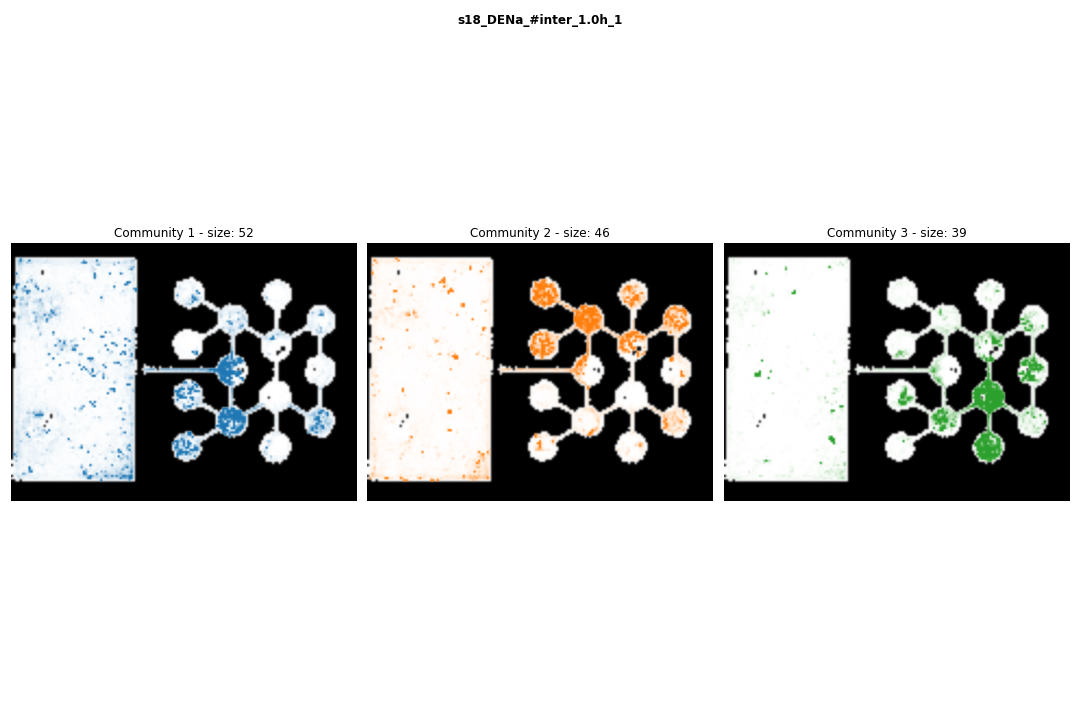 s18_DENa_#inter_1.0h_1
Community 1 - size: 52
Community 2 - size: 46
Community 3 - size: 39